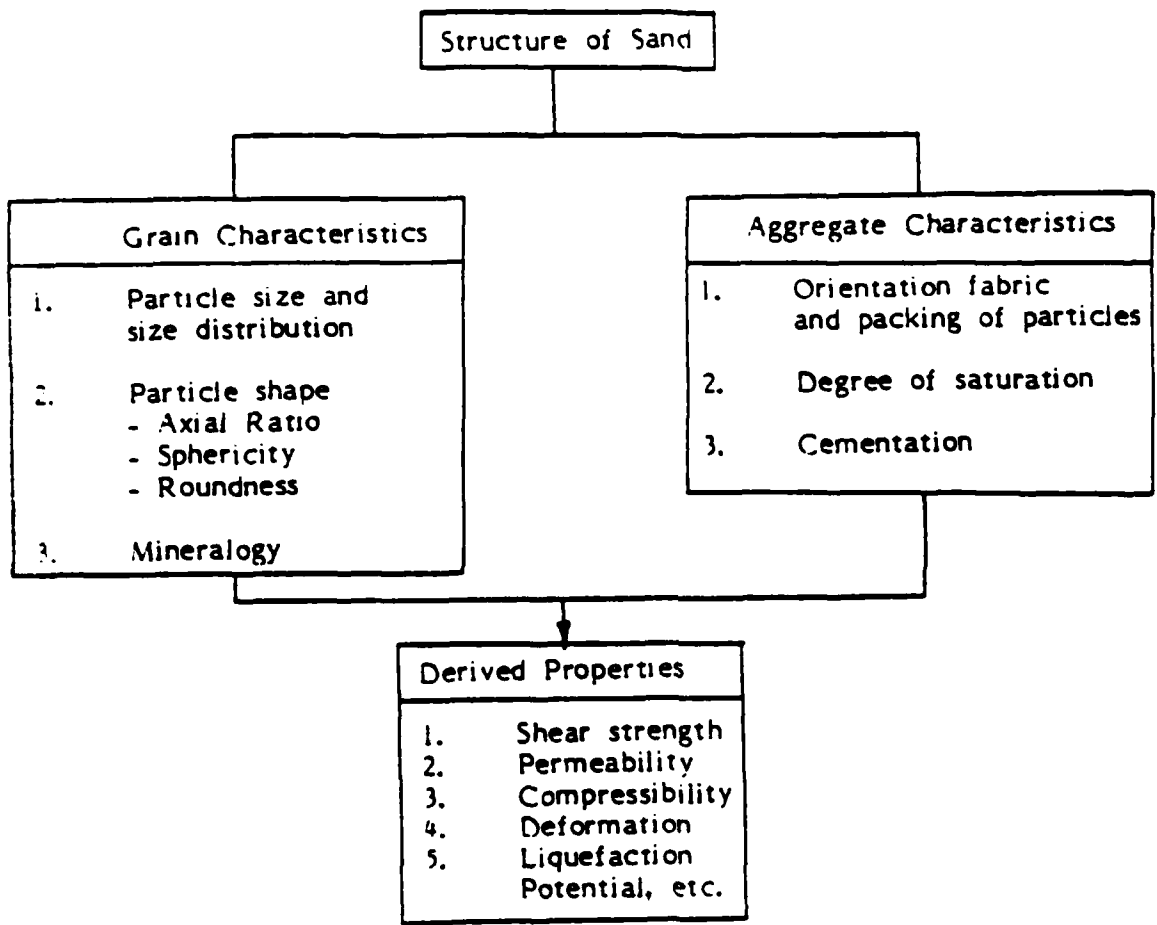 Structure of Sand
Grain Characteristics
1. Particle size and
size distribution
2. Particle shape
- Axial Ratio
- Sphericity
- Roundness
3. Mineralogy
Aggregate Characteristics
1. Orientation fabric
and packing of particles
2. Degree of saturation
3. Cementation
Derived Properties
1. Shear strength
2. Permeability
3. Compressibility
4. Deformation
5. Liquefaction
Potential, etc.